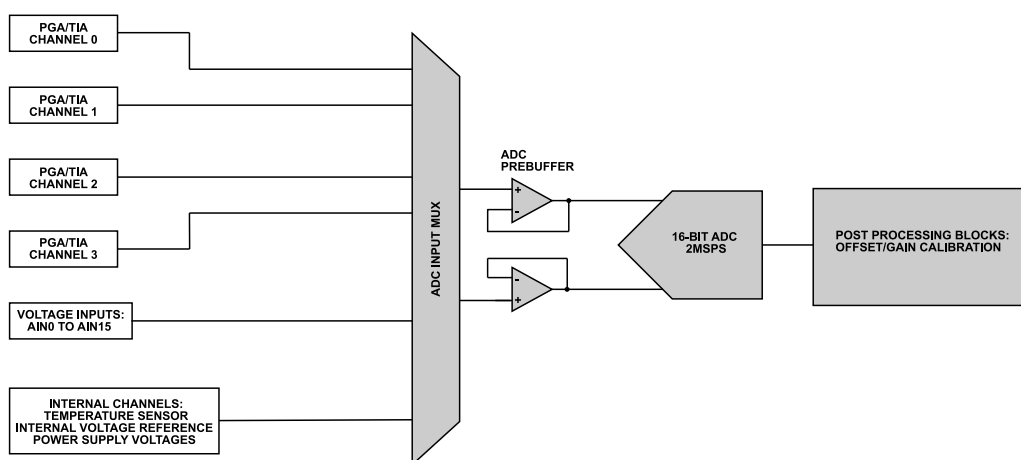 PGA/TIA
CHANNEL 0
PGA/TIA
CHANNEL 1
PGA/TIA
CHANNEL 2
PGA/TIA
CHANNEL 3
VOLTAGE INPUTS:
AIN0 TO AIN15
INTERNAL CHANNELS:
TEMPERATURE SENSOR
INTERNAL VOLTAGE REFERENCE
POWER SUPPLY VOLTAGES
ADC INPUT MUX
ADC
PREBUFFER
+
-
-
+
16-BIT ADC
2MSPS
POST PROCESSING BLOCKS:
OFFSET/GAIN CALIBRATION